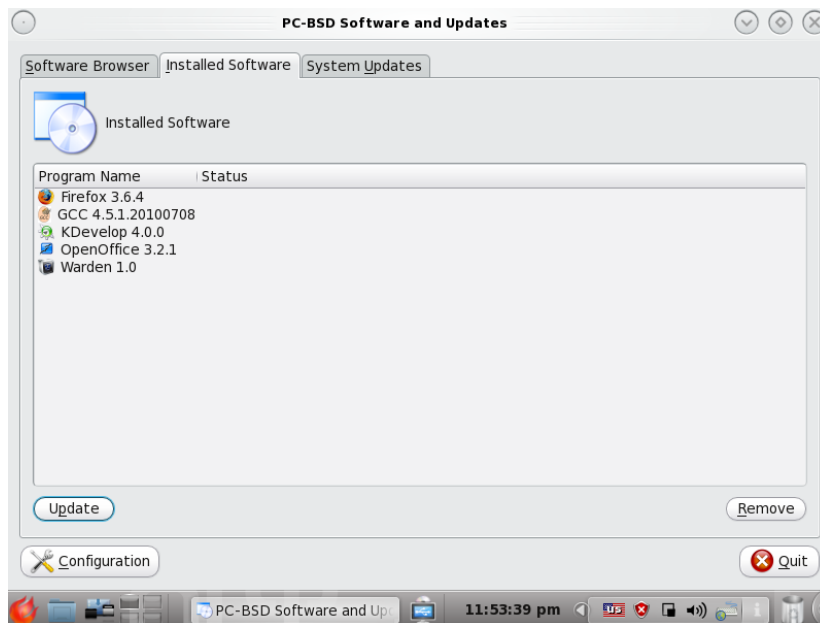 PC-BSD Software and Updates
Software Browser Installed Software System Updates
Installed Software
Program Name Status
Firefox 3.6.4
GCC 4.5.1.20100708
KDevelop 4.0.0
OpenOffice 3.2.1
Warden 1.0
Update Remove
Configuration Quit
PC-BSD Software and Up 11:53:39 pm US